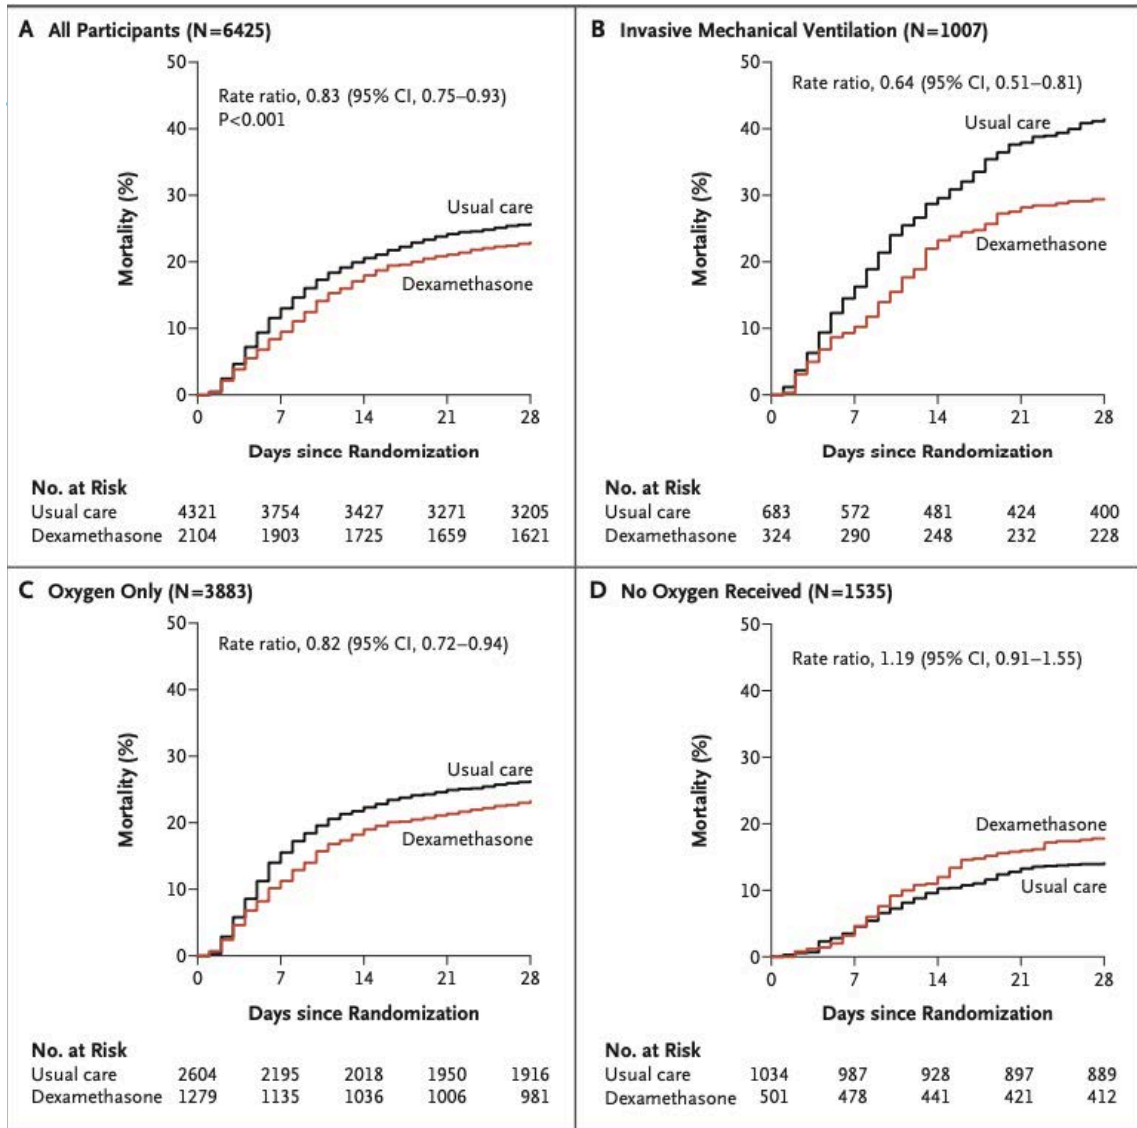 A All Participants (N=6425)
50
40
30
20
10
0
Mortality (%)
Rate ratio, 0.83 (95% CI, 0.75–0.93)
P<0.001
Usual care
Dexamethasone
0 7 14 21 28
Days since Randomization
No. at Risk
Usual care 4321 3754 3427 3271 3205
Dexamethasone 2104 1903 1725 1659 1621
B Invasive Mechanical Ventilation (N=1007)
50
40
30
20
10
0
Mortality (%)
Rate ratio, 0.64 (95% CI, 0.51–0.81)
Usual care
Dexamethasone
0 7 14 21 28
Days since Randomization
No. at Risk
Usual care 683 572 481 424 400
Dexamethasone 324 290 248 232 228
C Oxygen Only (N=3883)
50
40
30
20
10
0
Mortality (%)
Rate ratio, 0.82 (95% CI, 0.72–0.94)
Usual care
Dexamethasone
0 7 14 21 28
Days since Randomization
No. at Risk
Usual care 2604 2195 2018 1950 1916
Dexamethasone 1279 1135 1036 1006 981
D No Oxygen Received (N=1535)
50
40
30
20
10
0
Mortality (%)
Rate ratio, 1.19 (95% CI, 0.91–1.55)
Dexamethasone
Usual care
0 7 14 21 28
Days since Randomization
No. at Risk
Usual care 1034 987 928 897 889
Dexamethasone 501 478 441 421 412